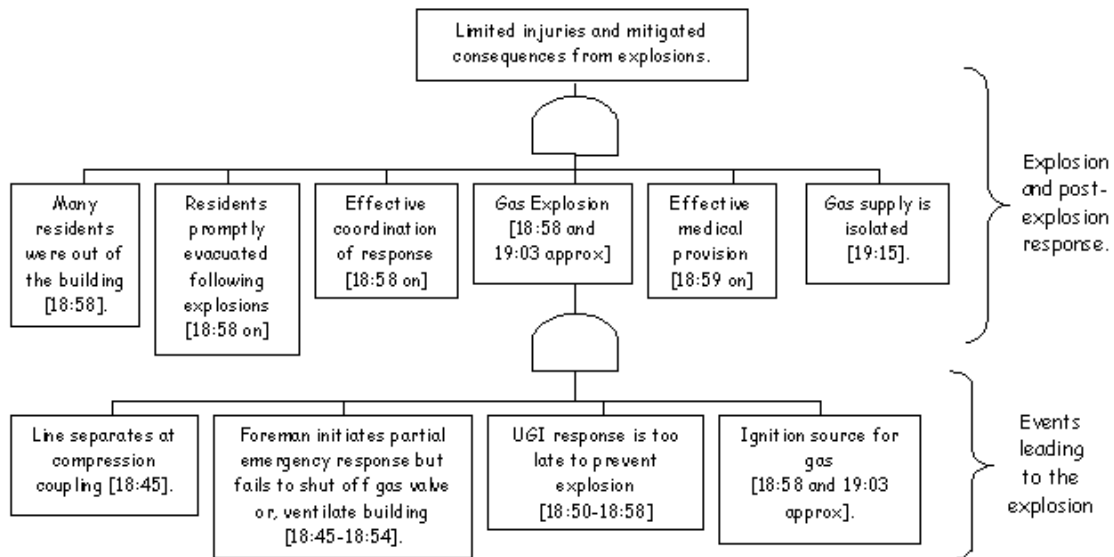 Limited injuries and mitigated
consequences from explosions.
Many
residents
were out of
the building
[18:58].
Residents
promptly
evacuated
following
explosions
[18:58 on]
Effective
coordination
of response
[18:58 on]
Gas Explosion
[18:58 and
19:03 approx]
Effective
medical
provision
[18:59 on]
Gas supply is
isolated
[19:15].
Explosion
and post-
explosion
response.
Line separates at
compression
coupling [18:45].
Foreman initiates partial
emergency response but
fails to shut off gas valve
or, ventilate building
[18:45-18:54].
UGI response is too
late to prevent
explosion
[18:50-18:58]
Ignition source for
gas
[18:58 and 19:03
approx].
Events
leading
to the
explosion